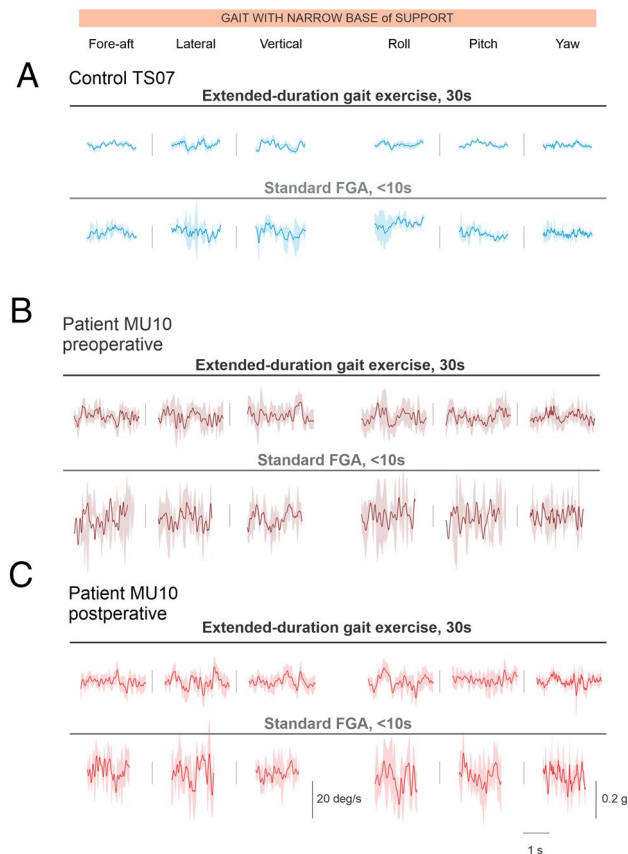 GAIT WITH NARROW BASE of SUPPORT
Fore-aft Lateral Vertical Roll Pitch Yaw
A
Control TS07
Extended-duration gait exercise, 30s
Standard FGA, <10s
B
Patient MU10
preoperative
Extended-duration gait exercise, 30s
Standard FGA, <10s
C
Patient MU10
postperative
Extended-duration gait exercise, 30s
Standard FGA, <10s
20 deg/s
0.2 g
1 s